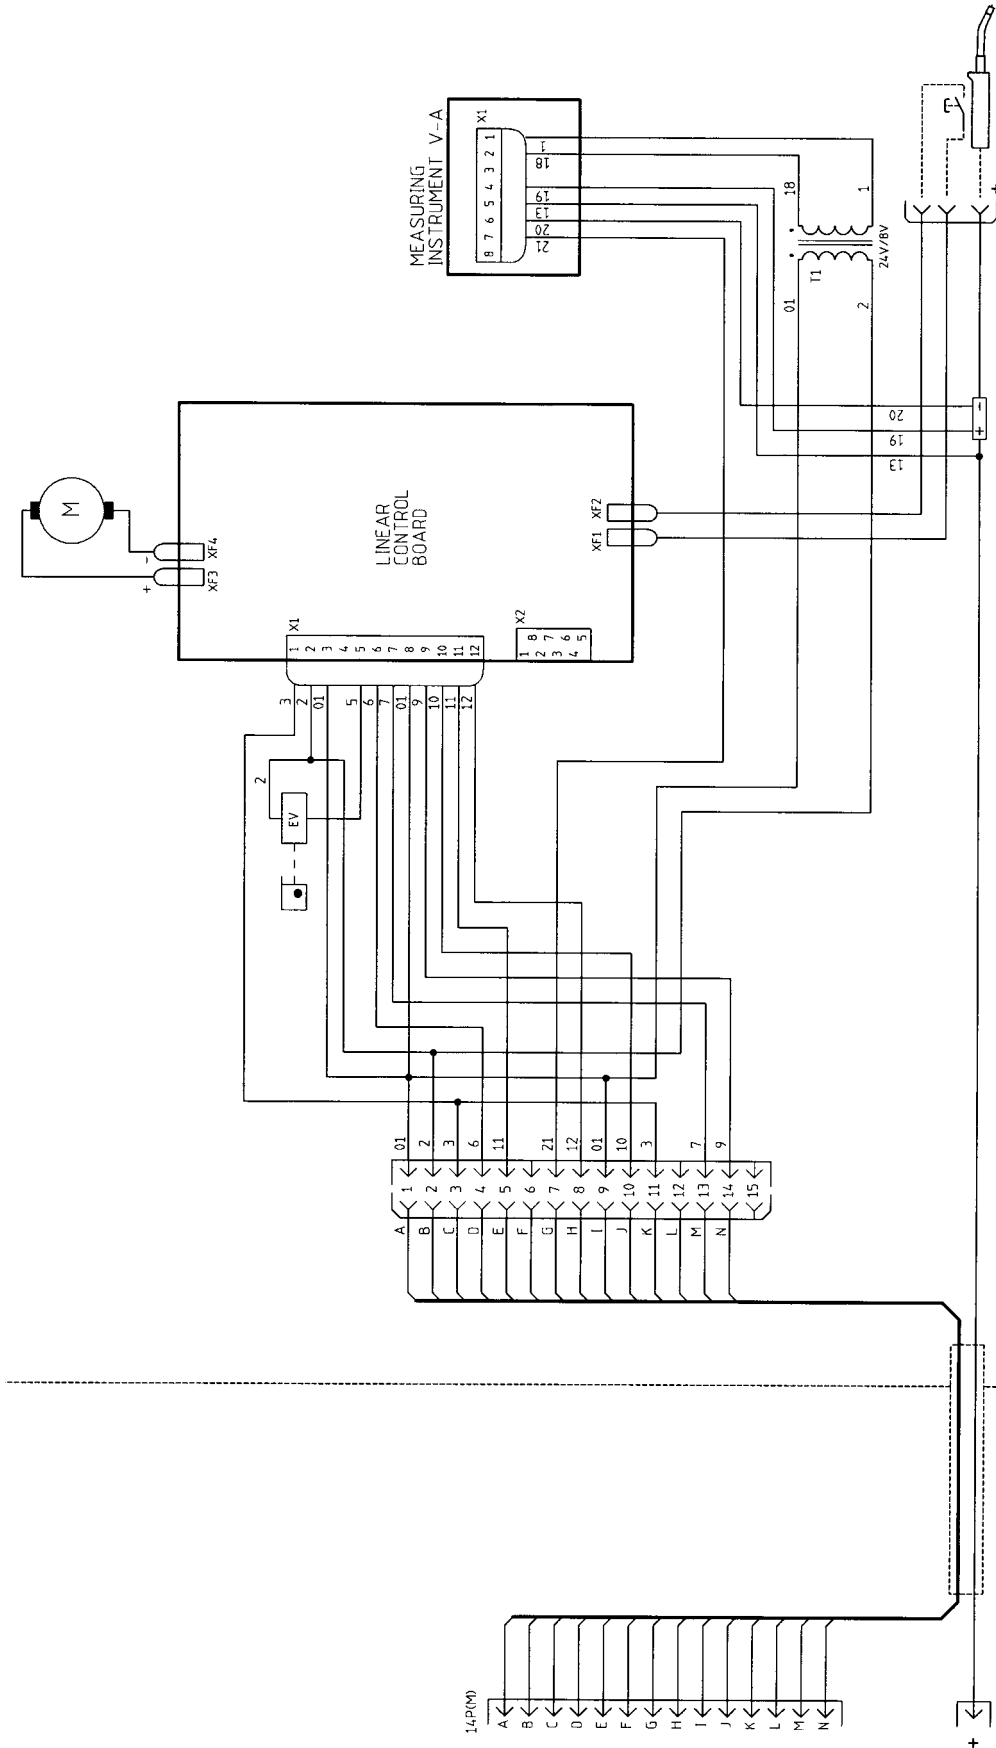 MEASURING
INSTRUMENT V-A
X1
8 7 6 5 4 3 2 1
1
18
19
13
20
21
18
1
T1
24V/8V
01
2
M
+
-
XF3
XF4
LINEAR
CONTROL
BOARD
XF1
XF2
20
19
13
+ -
X1
1
2
3
4
5
6
7
8
9
10
11
12
X2
1 8
2 7
3 6
4 5
3
2
01
5
6
7
01
9
10
11
12
2
EV
01
2
3
6
11
21
12
01
10
3
7
9
1
2
3
4
5
6
7
8
9
10
11
12
13
14
15
A
B
C
D
E
F
G
H
I
J
K
L
M
N
14P(M)
A
B
C
D
E
F
G
H
I
J
K
L
M
N
+